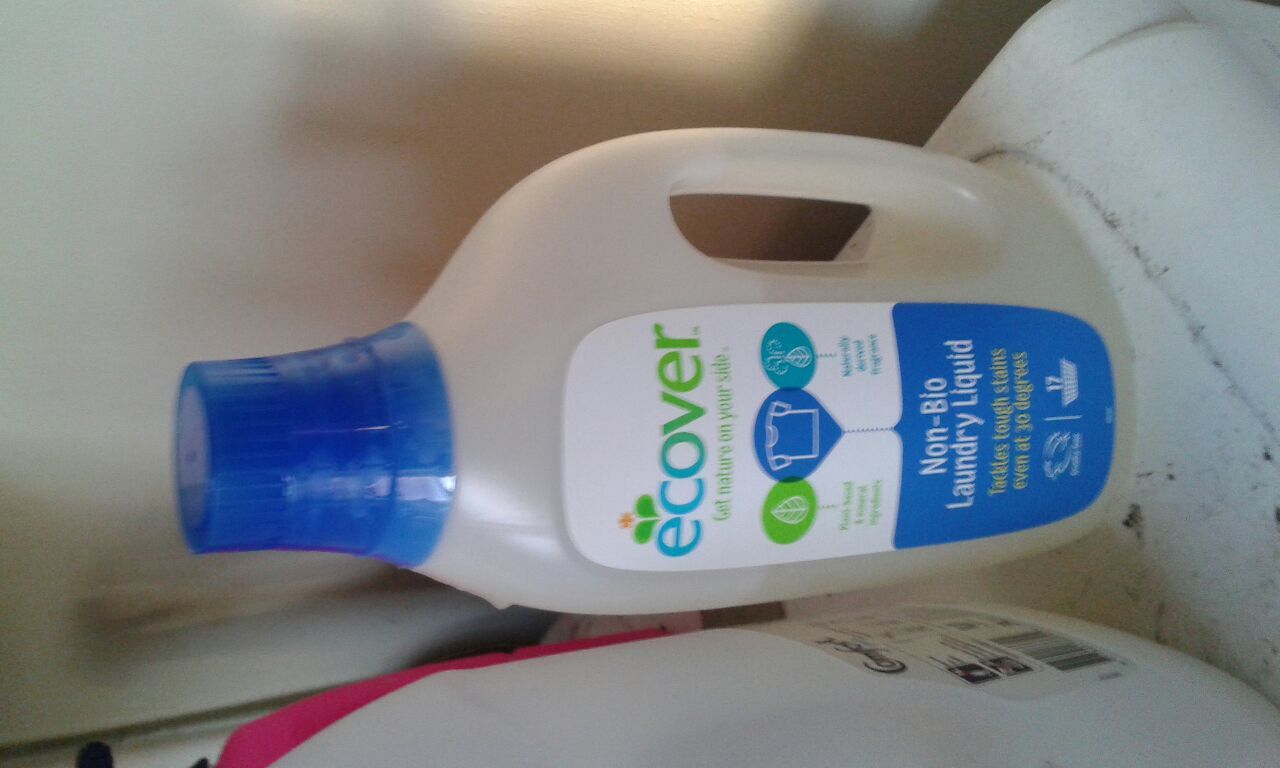 ecover
Get nature on your side.
Plant-based
& mineral
ingredients
Naturally
derived
fragrance
Non-Bio
Laundry Liquid
Tackles tough stains
even at 30 degrees
17
Comfort